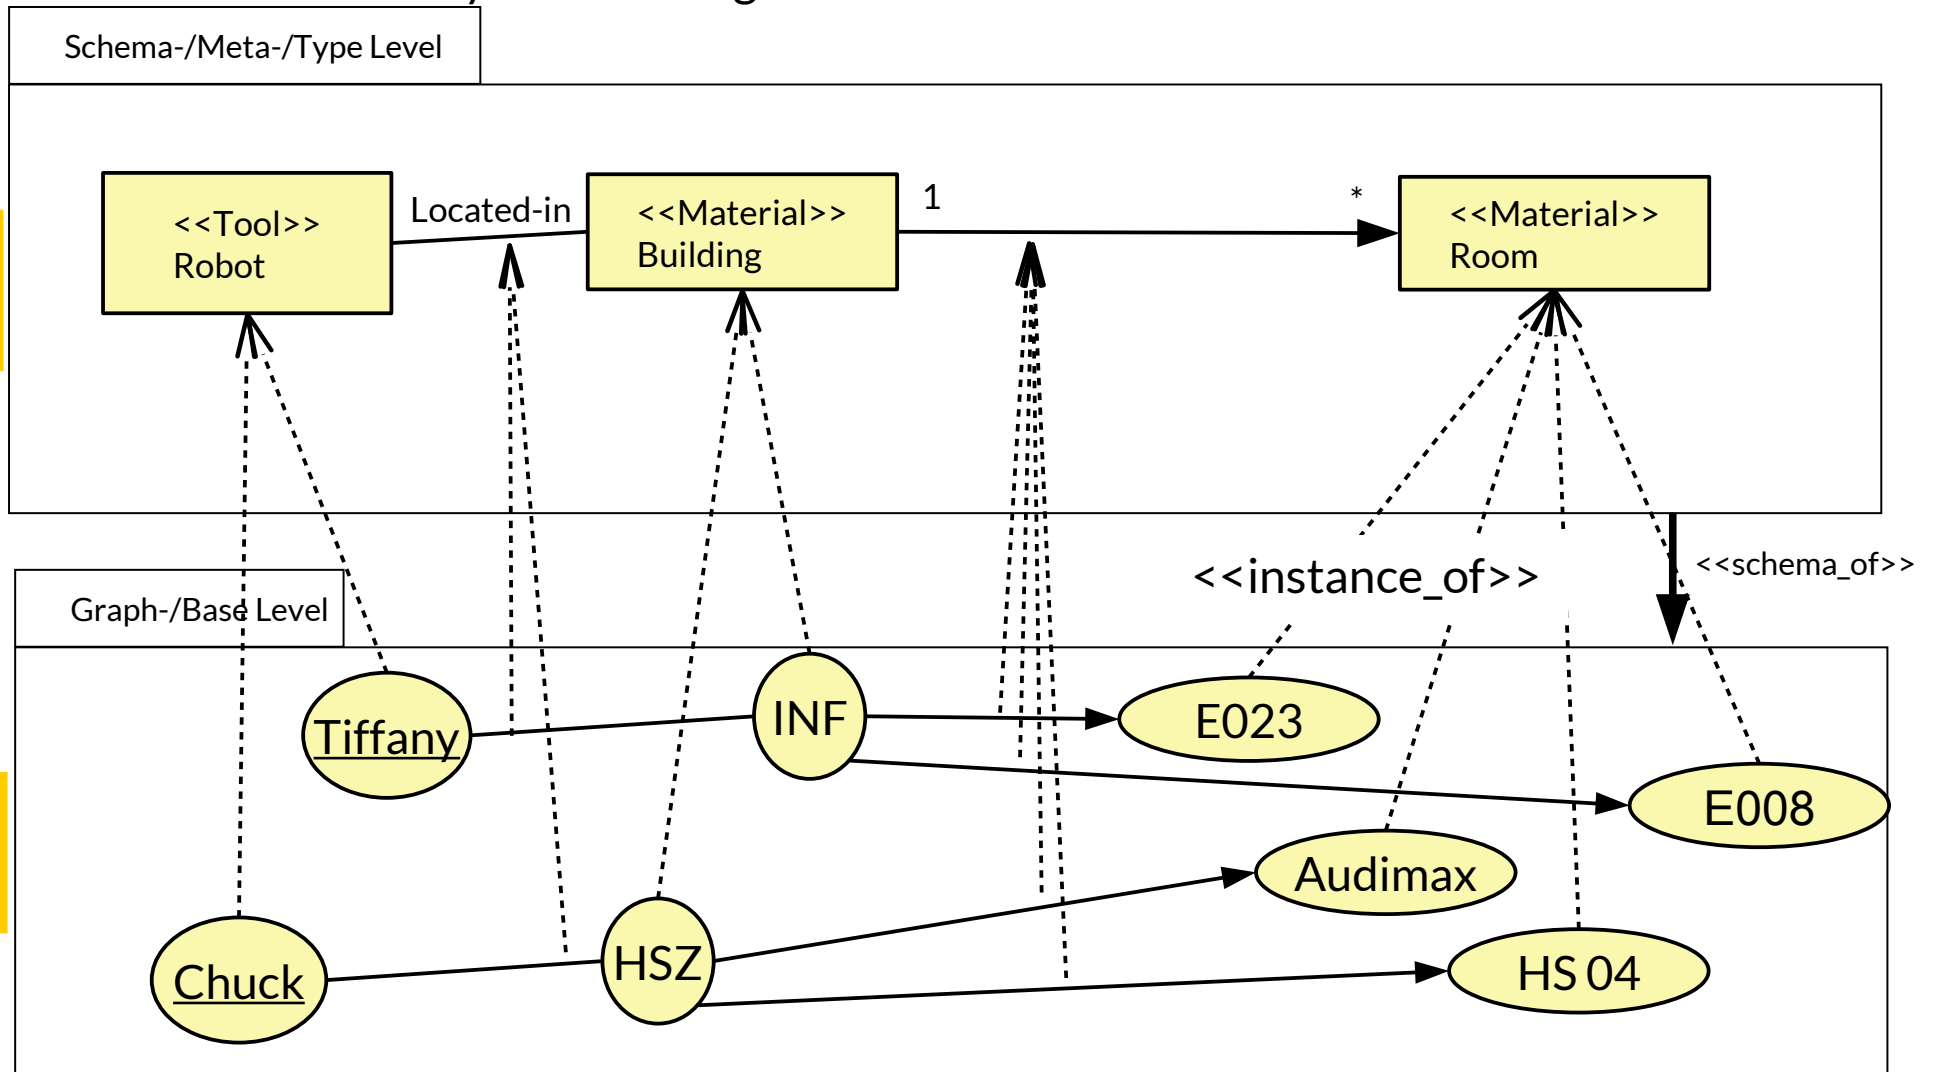 Schema-/Meta-/Type Level
Located-in
1
*
<<Tool>>
Robot
<<Material>>
Building
<<Material>>
Room
<<instance_of>>
<<schema_of>>
Graph-/Base Level
Tiffany
INF
E023
E008
Audimax
Chuck
HSZ
HS 04